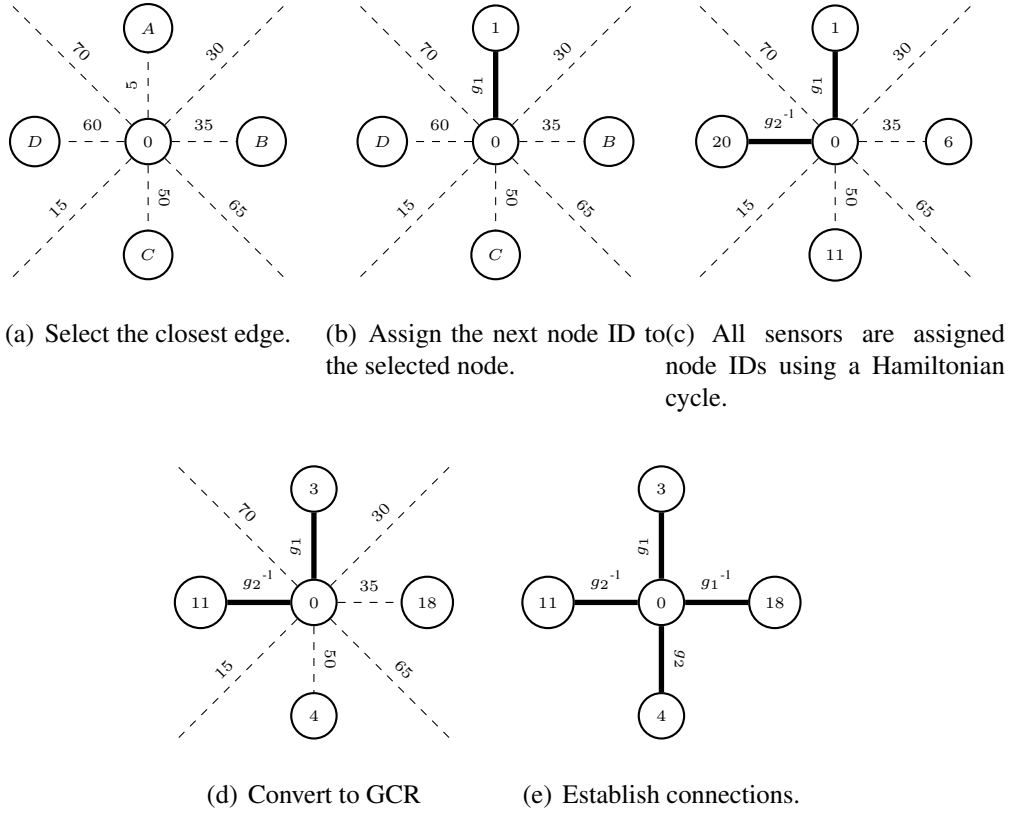 A
70
30
5
D
60
0
35
B
15
50
65
C
1
70
30
g1
D
60
0
35
B
15
50
65
C
1
70
30
g1
20
g2-1
0
35
6
15
50
65
11
(a) Select the closest edge.
(b) Assign the next node ID to
the selected node.
(c) All sensors are assigned
node IDs using a Hamiltonian
cycle.
3
70
30
g1
11
g2-1
0
35
18
15
50
65
4
3
g1
11
g2-1
0
g1-1
18
g2
4
(d) Convert to GCR
(e) Establish connections.